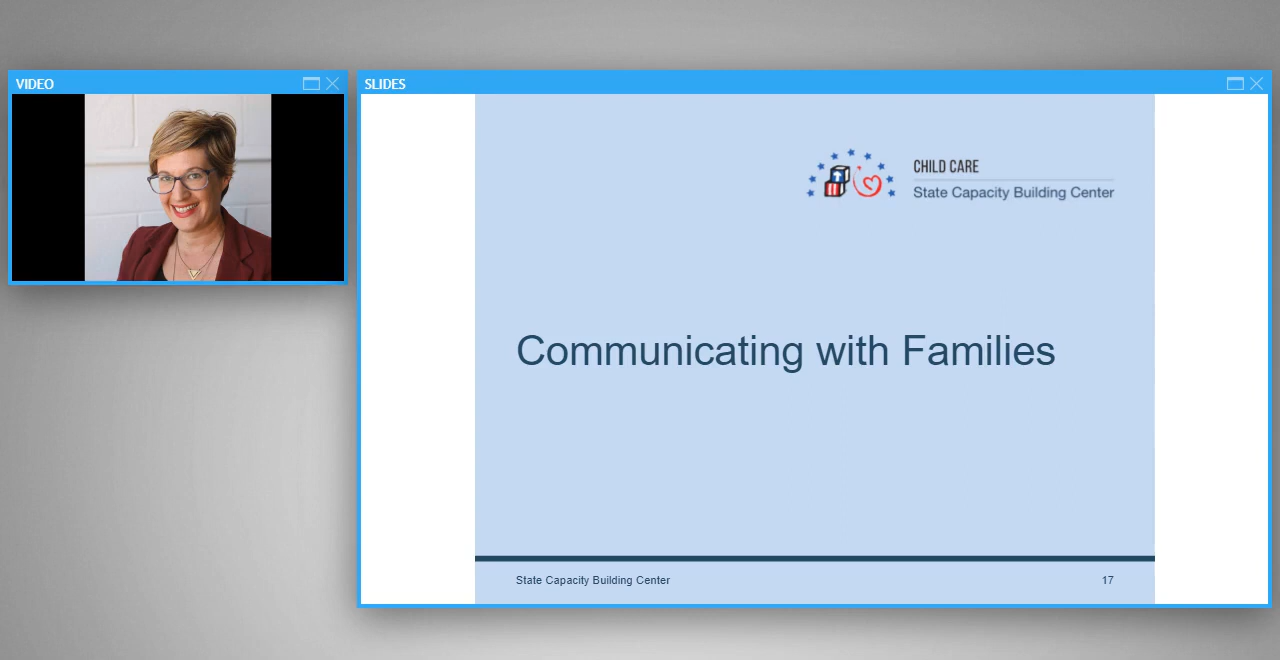 VIDEO
SLIDES
CHILD CARE
State Capacity Building Center
Communicating with Families
State Capacity Building Center
17